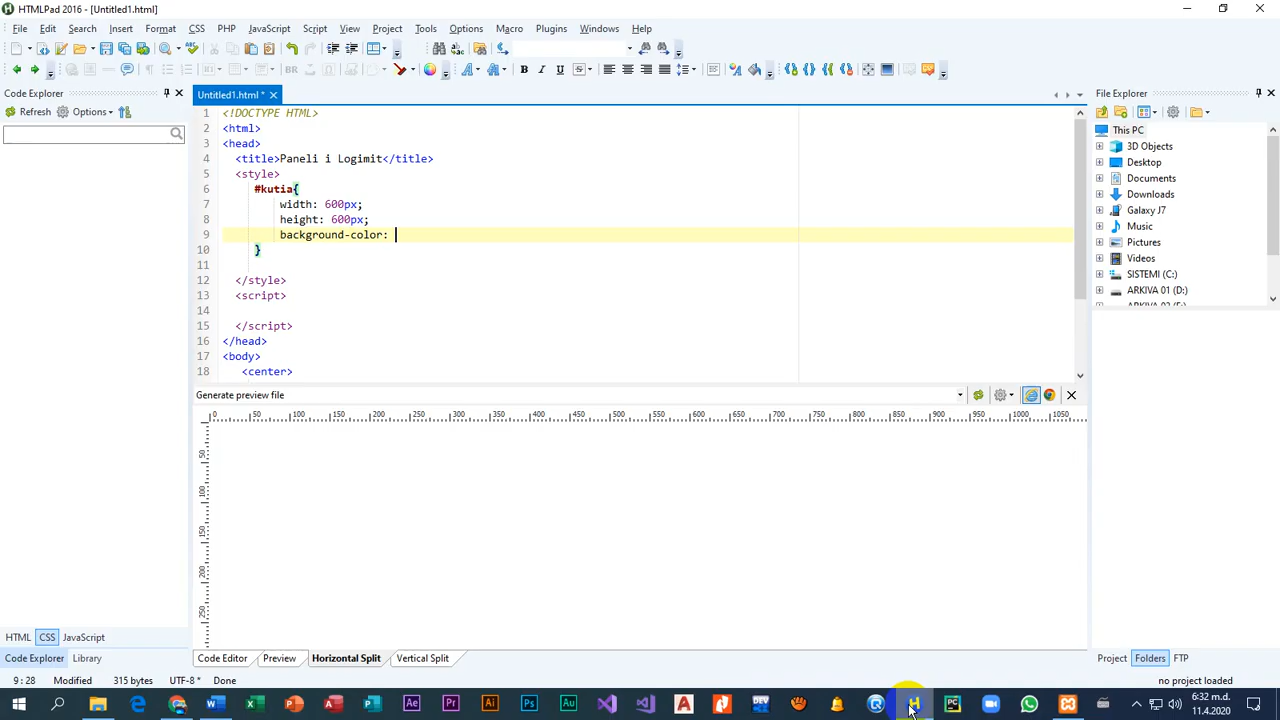 HTMLPad 2016 - [Untitled1.html]
File Edit Search Insert Format CSS PHP JavaScript Script View Project Tools Options Macro Plugins Windows Help
Code Explorer
Refresh Options
Untitled1.html *
1 <!DOCTYPE HTML>
2 <html>
3 <head>
4 <title>Paneli i Logimit</title>
5 <style>
6 #kutia{
7 width: 600px;
8 height: 600px;
9 background-color:
10 }
11
12 </style>
13 <script>
14
15 </script>
16 </head>
17 <body>
18 <center>
File Explorer
This PC
3D Objects
Desktop
Documents
Downloads
Galaxy J7
Music
Pictures
Videos
SISTEMI (C:)
ARKIVA 01 (D:)
Generate preview file
0 50 100 150 200 250 300 350 400 450 500 550 600 650 700 750 800 850 900 950 1000 1050
50
100
150
200
250
HTML CSS JavaScript
Code Explorer Library
Code Editor Preview Horizontal Split Vertical Split
Project Folders FTP
9 : 28 Modified 315 bytes UTF-8 * Done
no project loaded
6:32 m.d.
11.4.2020